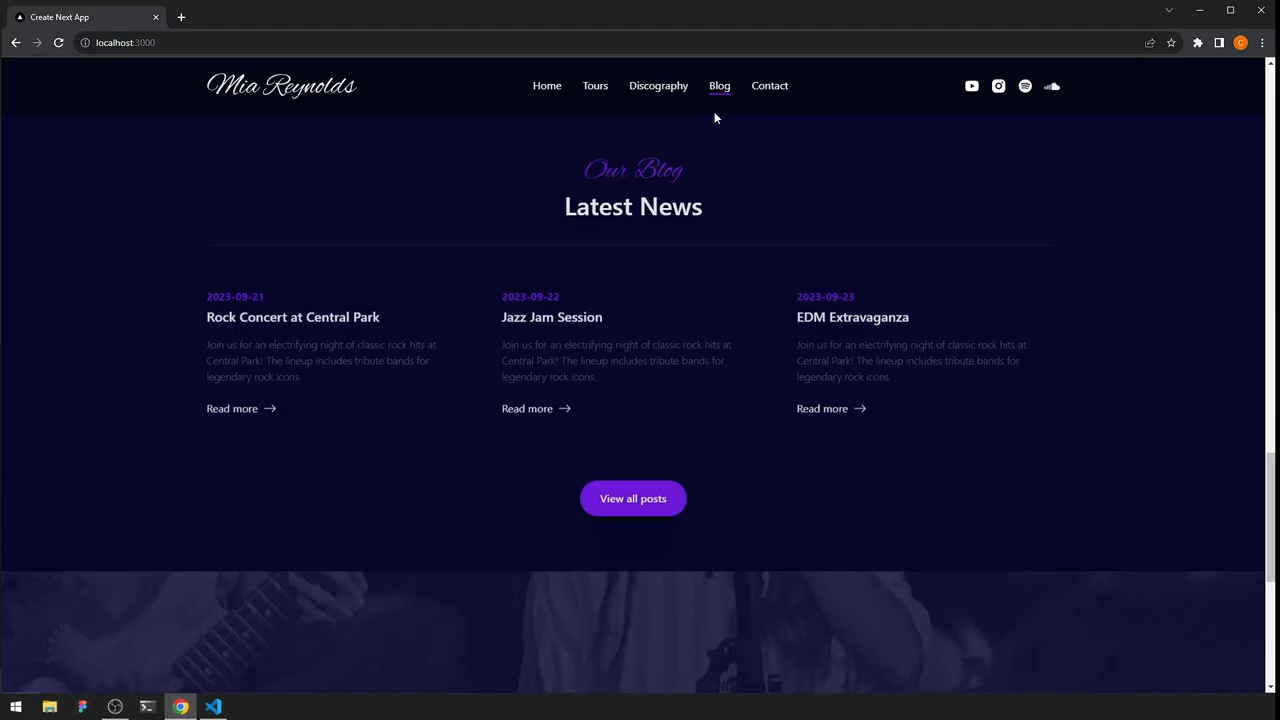 Create Next App
localhost:3000
Mia Reynolds
Home Tours Discography Blog Contact
Our Blog
Latest News
2023-09-21
Rock Concert at Central Park
Join us for an electrifying night of classic rock hits at
Central Park! The lineup includes tribute bands for
legendary rock icons.
Read more
2023-09-22
Jazz Jam Session
Join us for an electrifying night of classic rock hits at
Central Park! The lineup includes tribute bands for
legendary rock icons.
Read more
2023-09-23
EDM Extravaganza
Join us for an electrifying night of classic rock hits at
Central Park! The lineup includes tribute bands for
legendary rock icons.
Read more
View all posts
C